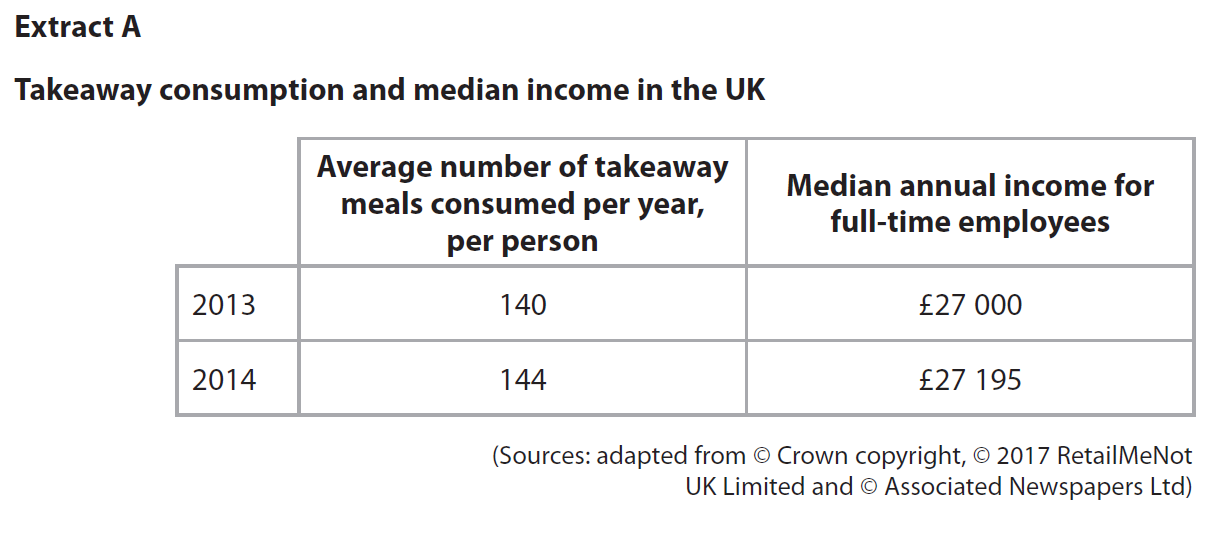 Extract A
Takeaway consumption and median income in the UK
Average number of takeaway
meals consumed per year,
per person
Median annual income for
full-time employees
2013 140 £27 000
2014 144 £27 195
(Sources: adapted from © Crown copyright, © 2017 RetailMeNot
UK Limited and © Associated Newspapers Ltd)